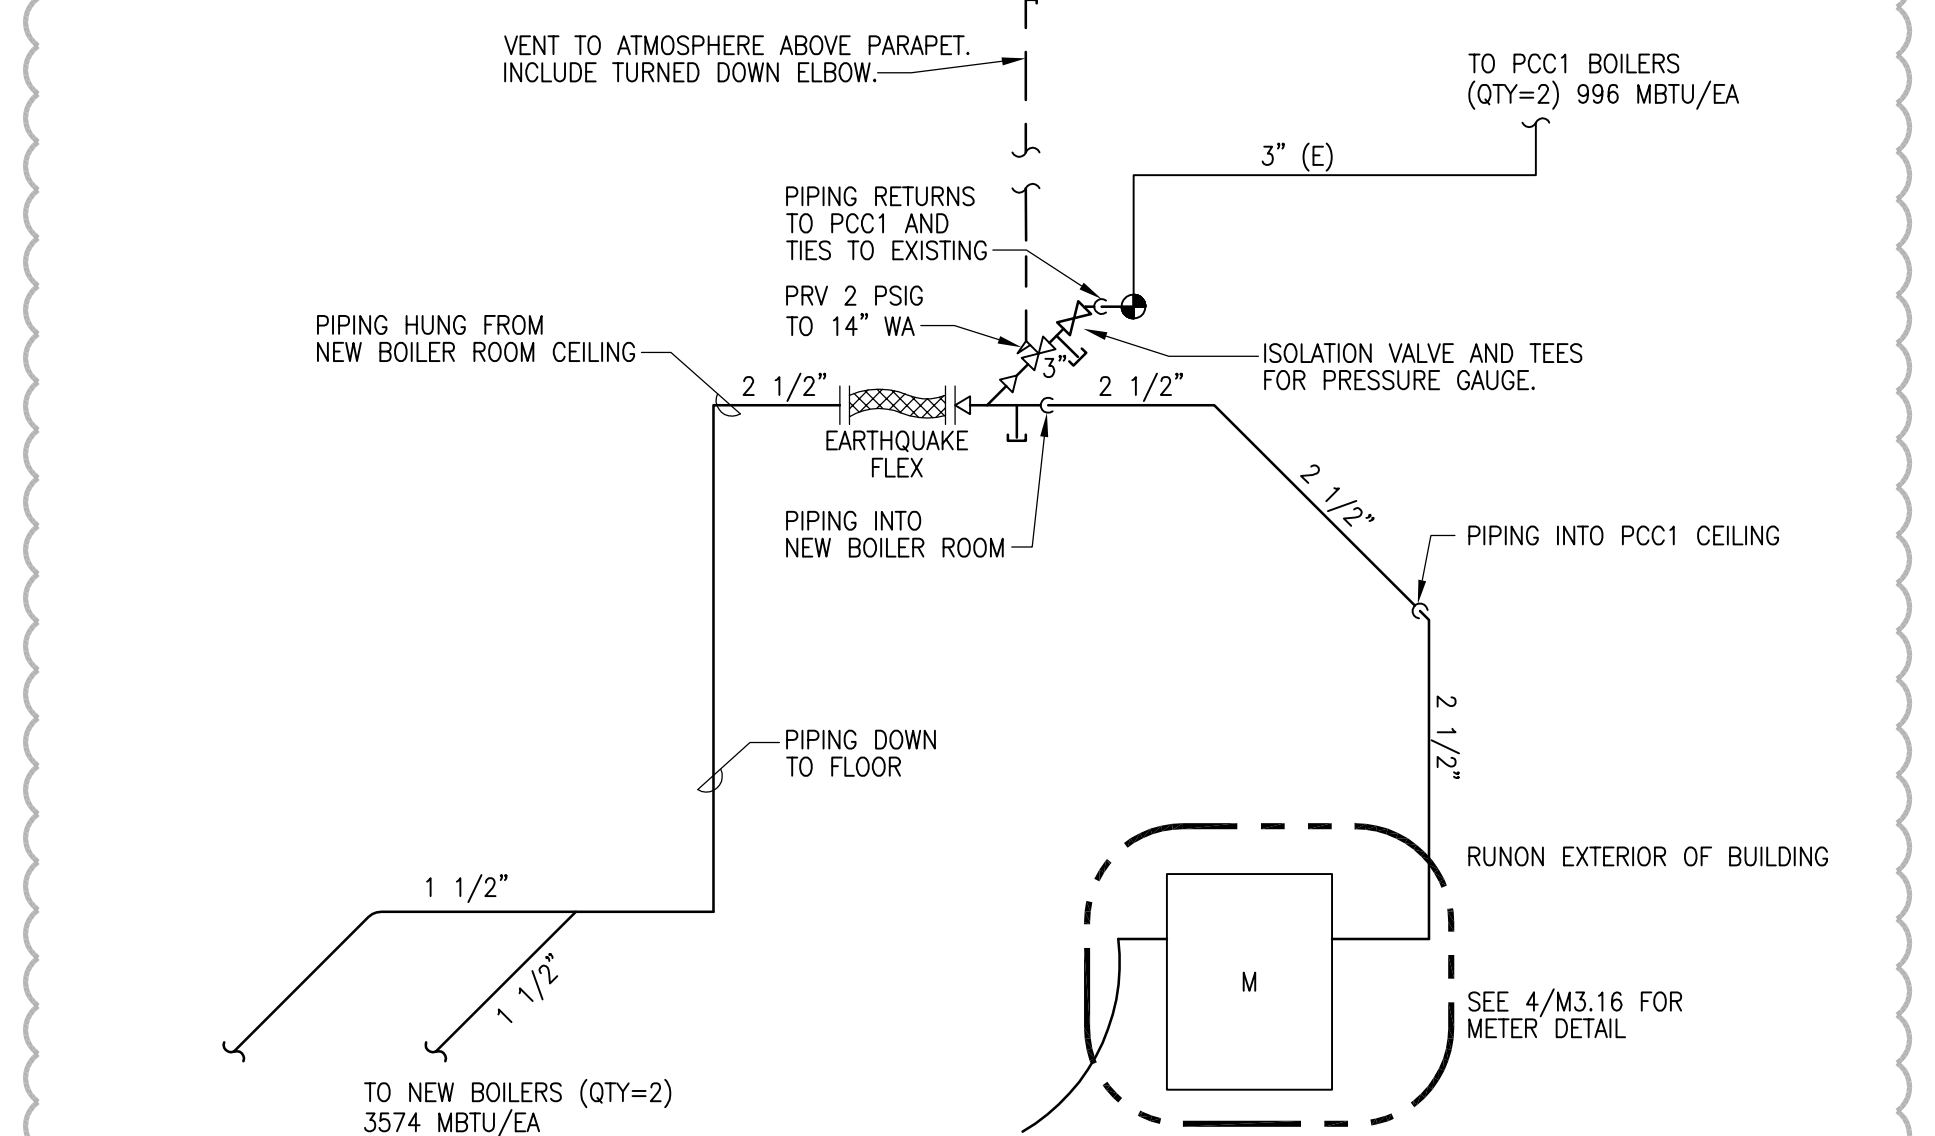 VENT TO ATMOSPHERE ABOVE PARAPET.
INCLUDE TURNED DOWN ELBOW.
TO PCC1 BOILERS
(QTY=2) 996 MBTU/EA
3" (E)
PIPING RETURNS
TO PCC1 AND
TIES TO EXISTING
PRV 2 PSIG
TO 14" WA
PIPING HUNG FROM
NEW BOILER ROOM CEILING
ISOLATION VALVE AND TEES
FOR PRESSURE GAUGE.
3"
2 1/2"
2 1/2"
EARTHQUAKE
FLEX
2 1/2"
PIPING INTO
NEW BOILER ROOM
PIPING INTO PCC1 CEILING
2 1/2"
PIPING DOWN
TO FLOOR
RUNON EXTERIOR OF BUILDING
1 1/2"
1 1/2"
M
SEE 4/M3.16 FOR
METER DETAIL
TO NEW BOILERS (QTY=2)
3574 MBTU/EA